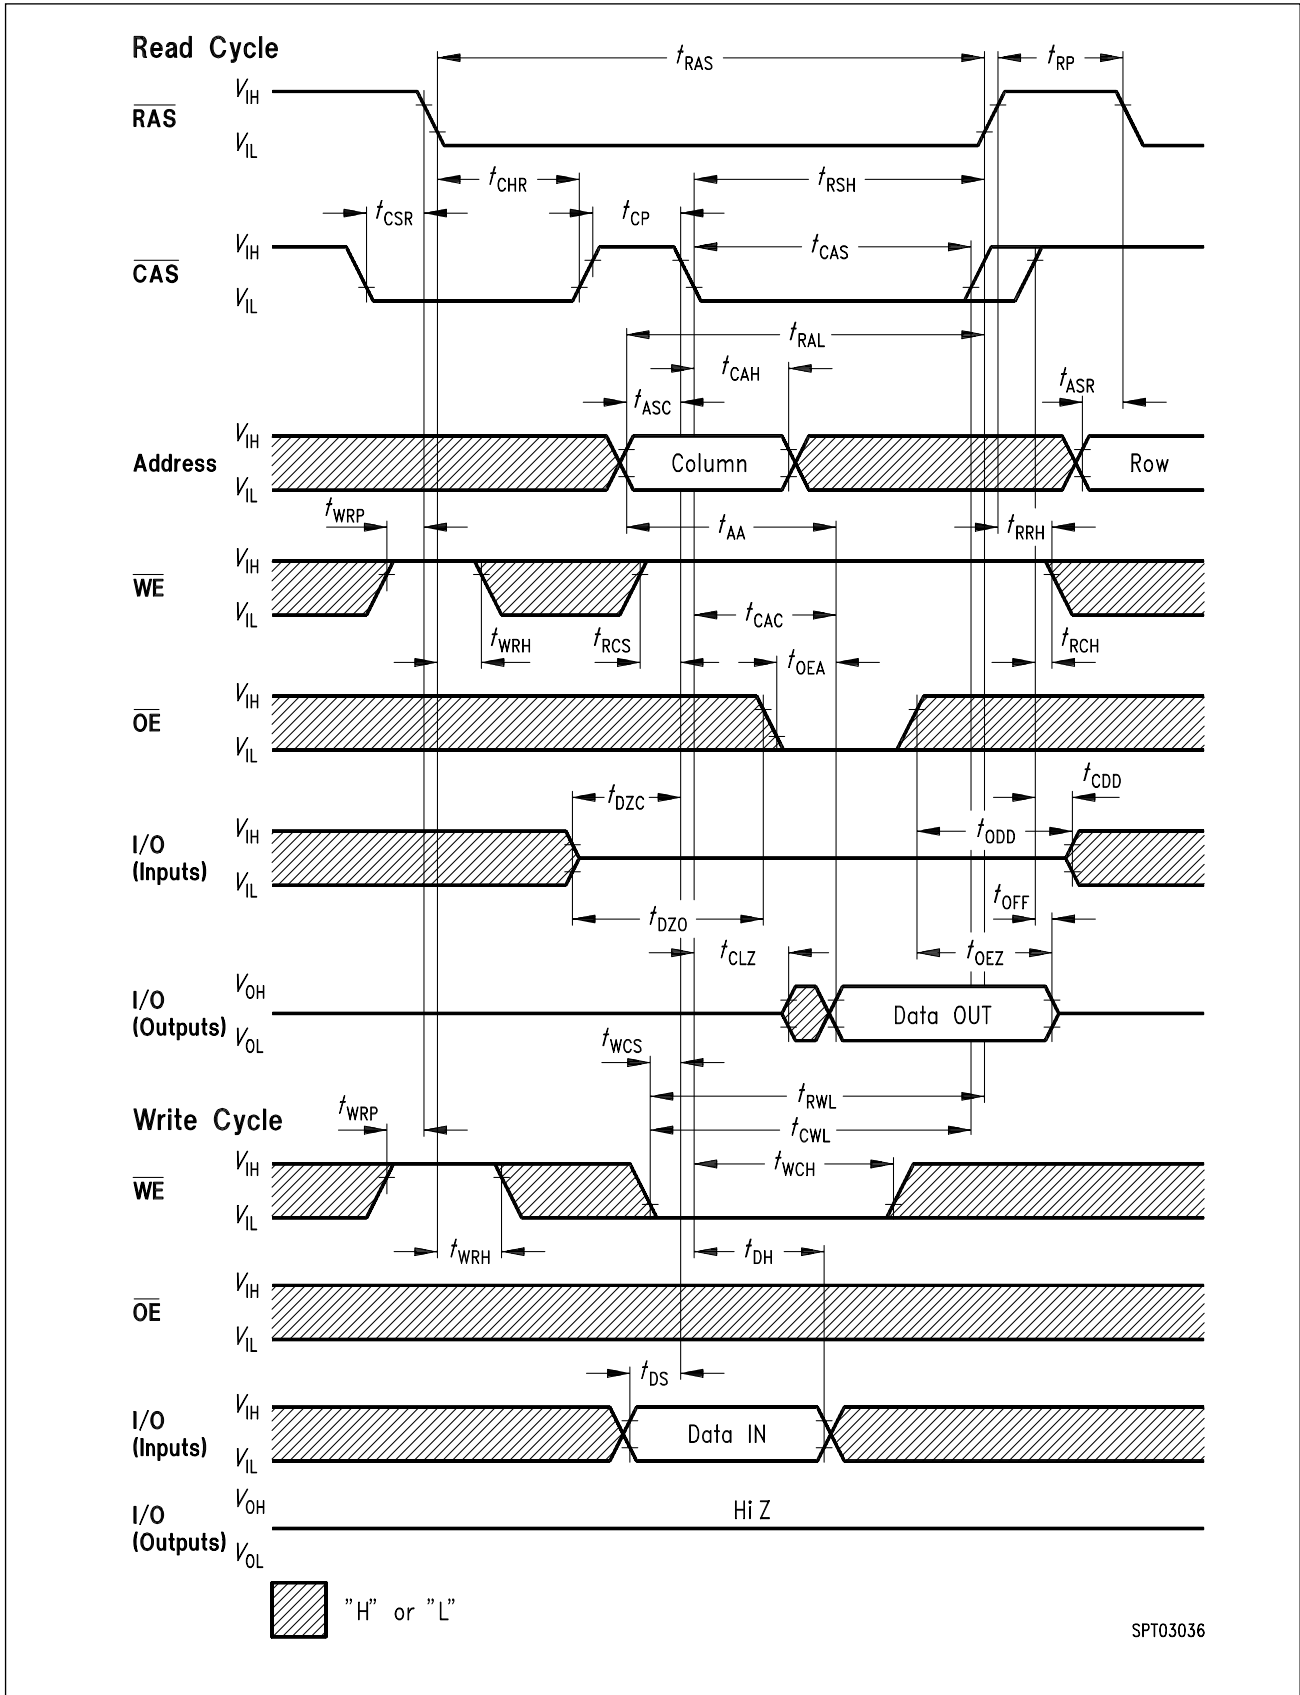 Read Cycle
tRAS
tRP
RAS
VIH
VIL
tCHR
tRSH
tCSR
tCP
CAS
VIH
VIL
tCAS
tRAL
tCAH
tASR
tASC
Address
VIH
VIL
Column
Row
tWRP
tAA
tRRH
WE
VIH
VIL
tCAC
tWRH
tRCS
tRCH
tOEA
OE
VIH
VIL
tDZC
tCDD
I/O
(Inputs)
VIH
VIL
tODD
tOFF
tDZO
tCLZ
tOEZ
I/O
(Outputs)
VOH
VOL
Data OUT
tWCS
tRWL
Write Cycle
tWRP
tCWL
WE
VIH
VIL
tWCH
tWRH
tDH
OE
VIH
VIL
tDS
I/O
(Inputs)
VIH
VIL
Data IN
I/O
(Outputs)
VOH
VOL
Hi Z
"H" or "L"
SPT03036